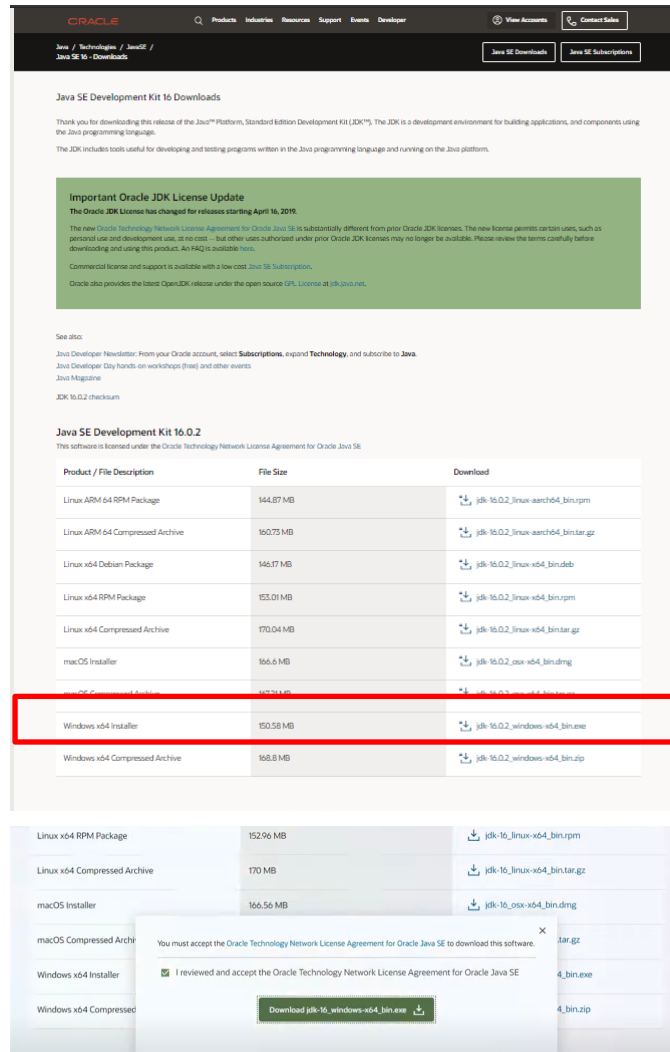 ORACLE Products Industries Resources Support Events Developer View Accounts Contact Sales
Java / Technologies / JavaSE /
Java SE 16 - Downloads
Java SE Downloads Java SE Subscriptions
Java SE Development Kit 16 Downloads
Thank you for downloading this release of the Java™ Platform, Standard Edition Development Kit (JDK™). The JDK is a development environment for building applications, and components using
the Java programming language.
The JDK includes tools useful for developing and testing programs written in the Java programming language and running on the Java platform.
Important Oracle JDK License Update
The Oracle JDK License has changed for releases starting April 16, 2019.
The new Oracle Technology Network License Agreement for Oracle Java SE is substantially different from prior Oracle JDK licenses. The new license permits certain uses, such as
personal use and development use, at no cost -- but other uses authorized under prior Oracle JDK licenses may no longer be available. Please review the terms carefully before
downloading and using this product. An FAQ is available here.
Commercial license and support is available with a low cost Java SE Subscription.
Oracle also provides the latest OpenJDK release under the open source GPL License at jdk.java.net.
See also:
Java Developer Newsletter: From your Oracle account, select Subscriptions, expand Technology, and subscribe to Java.
Java Developer Day hands-on workshops (free) and other events
Java Magazine
JDK 16.0.2 checksum
Java SE Development Kit 16.0.2
This software is licensed under the Oracle Technology Network License Agreement for Oracle Java SE
Product / File Description File Size Download
Linux ARM 64 RPM Package 144.87 MB jdk-16.0.2_linux-aarch64_bin.rpm
Linux ARM 64 Compressed Archive 160.73 MB jdk-16.0.2_linux-aarch64_bin.tar.gz
Linux x64 Debian Package 146.17 MB jdk-16.0.2_linux-x64_bin.deb
Linux x64 RPM Package 153.01 MB jdk-16.0.2_linux-x64_bin.rpm
Linux x64 Compressed Archive 170.04 MB jdk-16.0.2_linux-x64_bin.tar.gz
macOS Installer 166.6 MB jdk-16.0.2_osx-x64_bin.dmg
macOS Compressed Archive 167.21 MB jdk-16.0.2_osx-x64_bin.tar.gz
Windows x64 Installer 150.58 MB jdk-16.0.2_windows-x64_bin.exe
Windows x64 Compressed Archive 168.8 MB jdk-16.0.2_windows-x64_bin.zip
Linux x64 RPM Package 152.96 MB jdk-16_linux-x64_bin.rpm
Linux x64 Compressed Archive 170 MB jdk-16_linux-x64_bin.tar.gz
macOS Installer 166.56 MB jdk-16_osx-x64_bin.dmg
macOS Compressed Archi .tar.gz
You must accept the Oracle Technology Network License Agreement for Oracle Java SE to download this software.
Windows x64 Installer 4_bin.exe
I reviewed and accept the Oracle Technology Network License Agreement for Oracle Java SE
Windows x64 Compressed 4_bin.zip
Download jdk-16_windows-x64_bin.exe